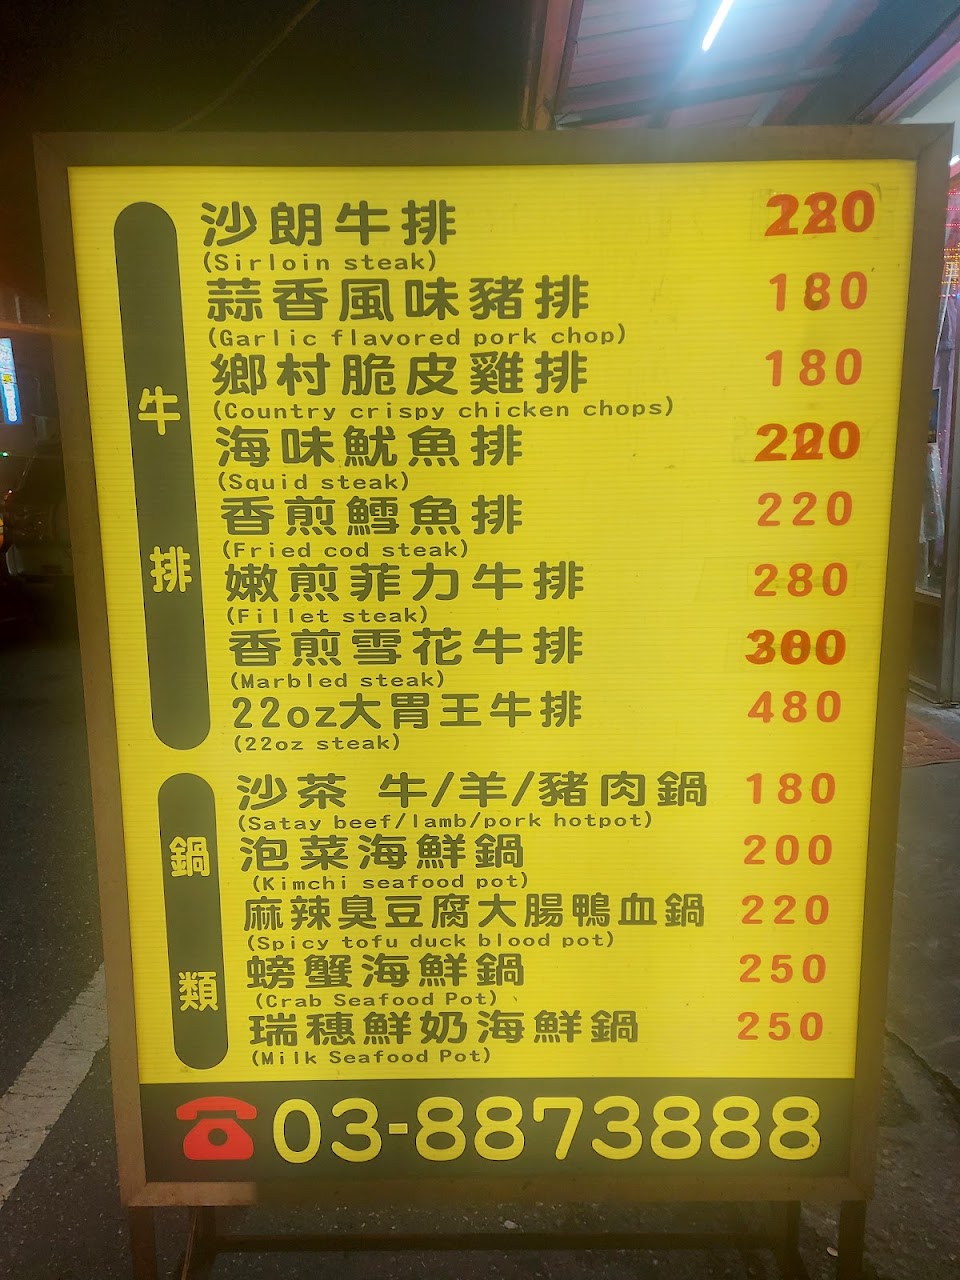 牛排
沙朗牛排 220
(Sirloin steak)
蒜香風味豬排 180
(Garlic flavored pork chop)
鄉村脆皮雞排 180
(Country crispy chicken chops)
海味魷魚排 220
(Squid steak)
香煎鱈魚排 220
(Fried cod steak)
嫩煎菲力牛排 280
(Fillet steak)
香煎雪花牛排 300
(Marbled steak)
22oz大胃王牛排 480
(22oz steak)
鍋類
沙茶 牛/羊/豬肉鍋 180
(Satay beef/lamb/pork hotpot)
泡菜海鮮鍋 200
(Kimchi seafood pot)
麻辣臭豆腐大腸鴨血鍋 220
(Spicy tofu duck blood pot)
螃蟹海鮮鍋 250
(Crab Seafood Pot)
瑞穗鮮奶海鮮鍋 250
(Milk Seafood Pot)
03-8873888